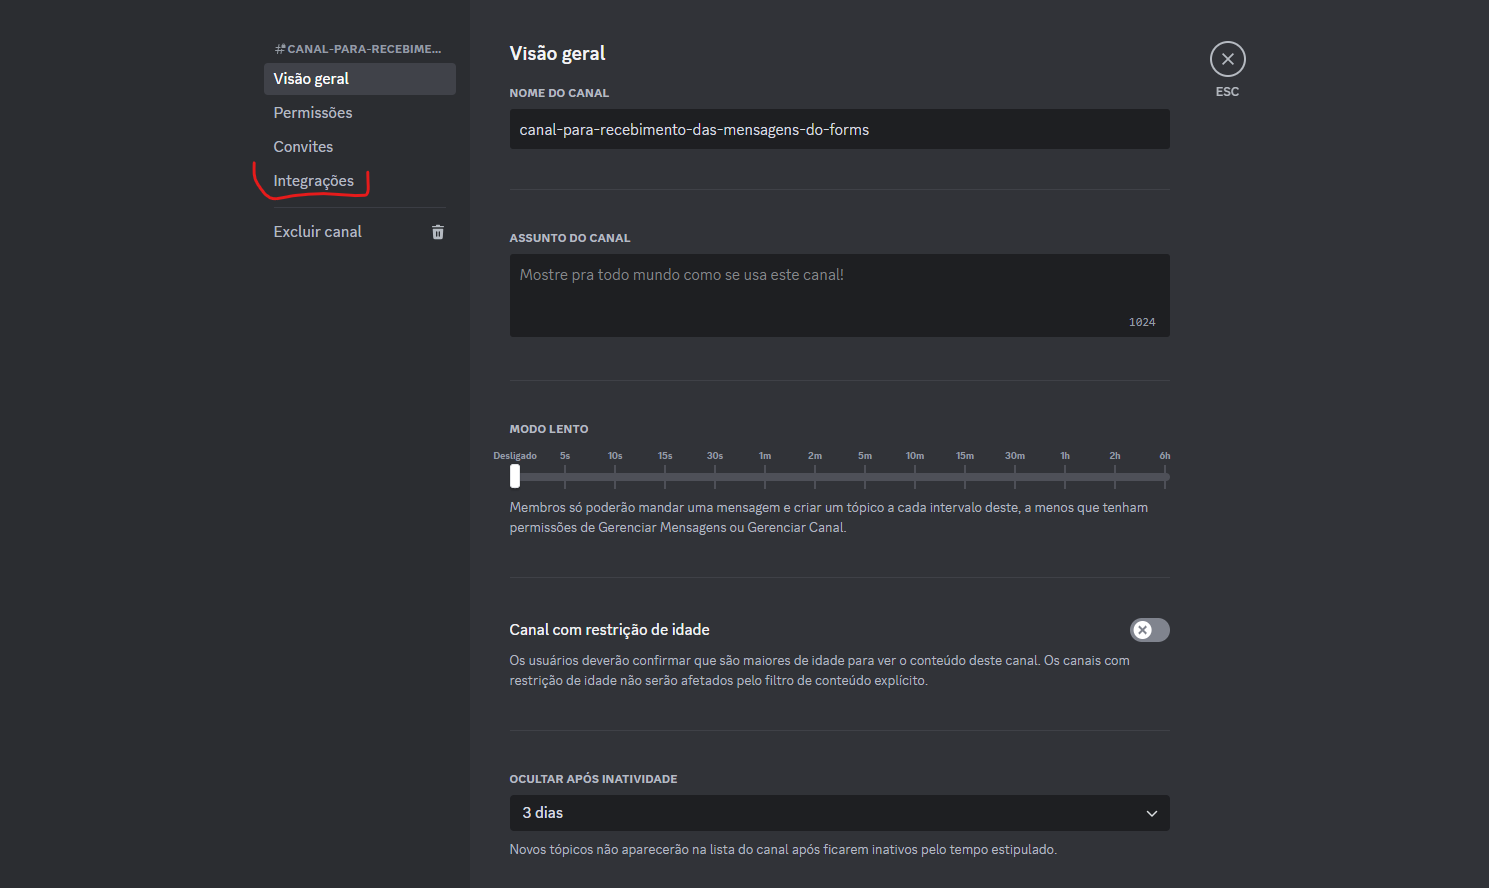 #CANAL-PARA-RECEBIME...
Visão geral
Permissões
Convites
Integrações
Excluir canal
Visão geral
NOME DO CANAL
canal-para-recebimento-das-mensagens-do-forms
ASSUNTO DO CANAL
Mostre pra todo mundo como se usa este canal!
1024
MODO LENTO
Desligado 5s 10s 15s 30s 1m 2m 5m 10m 15m 30m 1h 2h 6h
Membros só poderão mandar uma mensagem e criar um tópico a cada intervalo deste, a menos que tenham
permissões de Gerenciar Mensagens ou Gerenciar Canal.
Canal com restrição de idade
Os usuários deverão confirmar que são maiores de idade para ver o conteúdo deste canal. Os canais com
restrição de idade não serão afetados pelo filtro de conteúdo explícito.
OCULTAR APÓS INATIVIDADE
3 dias
Novos tópicos não aparecerão na lista do canal após ficarem inativos pelo tempo estipulado.
ESC